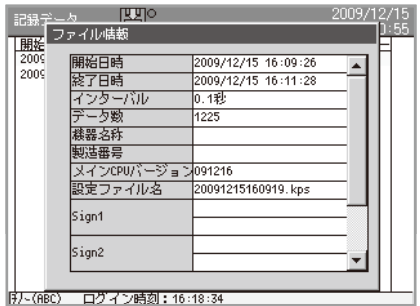 記録データ 2009/12/15
ファイル情報 0:55
開始
2009
2009
開始日時 2009/12/15 16:09:26
終了日時 2009/12/15 16:11:28
インターバル 0.1秒
データ数 1225
機器名称
製造番号
メインCPUバージョン 091216
設定ファイル名 20091215160919.kps
Sign1
Sign2
(ABC) ログイン時刻:16:18:34